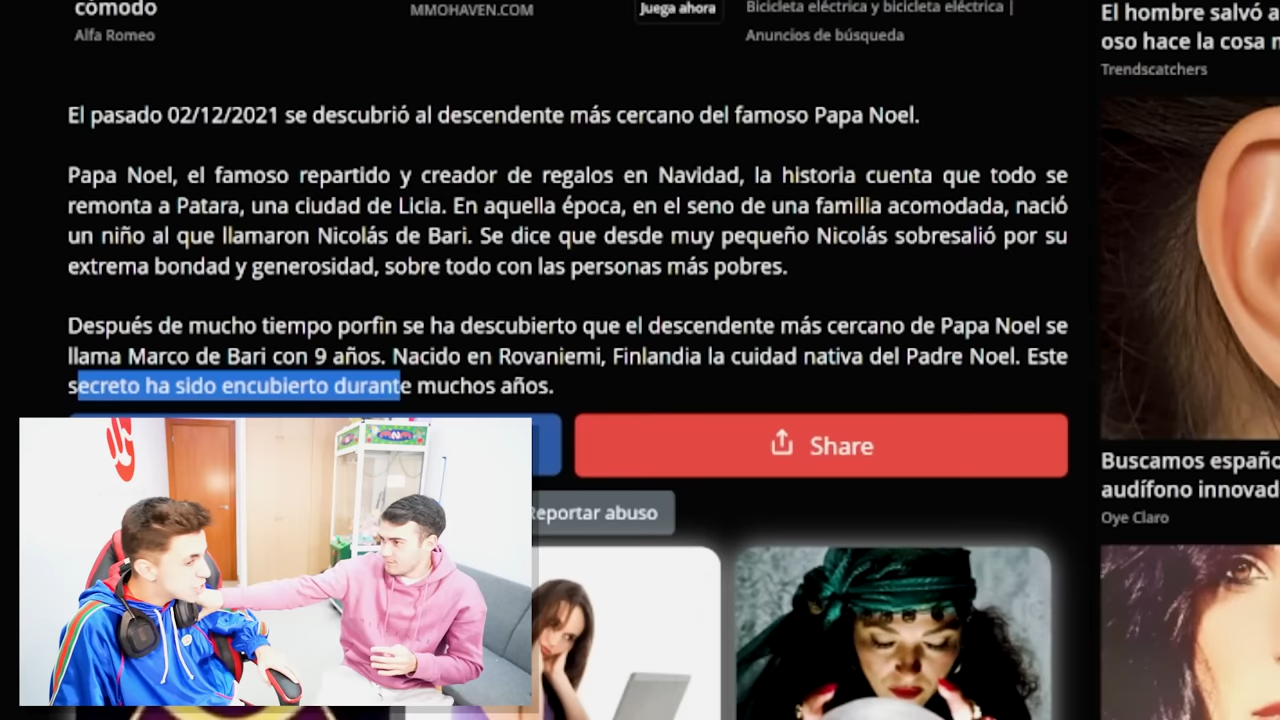 cómodo
Alfa Romeo
MMOHAVEN.COM
Juega ahora
Bicicleta eléctrica y bicicleta eléctrica |
Anuncios de búsqueda
El hombre salvó a
oso hace la cosa
Trendscatchers
El pasado 02/12/2021 se descubrió al descendente más cercano del famoso Papa Noel.
Papa Noel, el famoso repartido y creador de regalos en Navidad, la historia cuenta que todo se
remonta a Patara, una ciudad de Licia. En aquella época, en el seno de una familia acomodada, nació
un niño al que llamaron Nicolás de Bari. Se dice que desde muy pequeño Nicolás sobresalió por su
extrema bondad y generosidad, sobre todo con las personas más pobres.
Después de mucho tiempo porfin se ha descubierto que el descendente más cercano de Papa Noel se
llama Marco de Bari con 9 años. Nacido en Rovaniemi, Finlandia la cuidad nativa del Padre Noel. Este
secreto ha sido encubierto durante muchos años.
Share
Reportar abuso
Buscamos españo
audífono innovad
Oye Claro